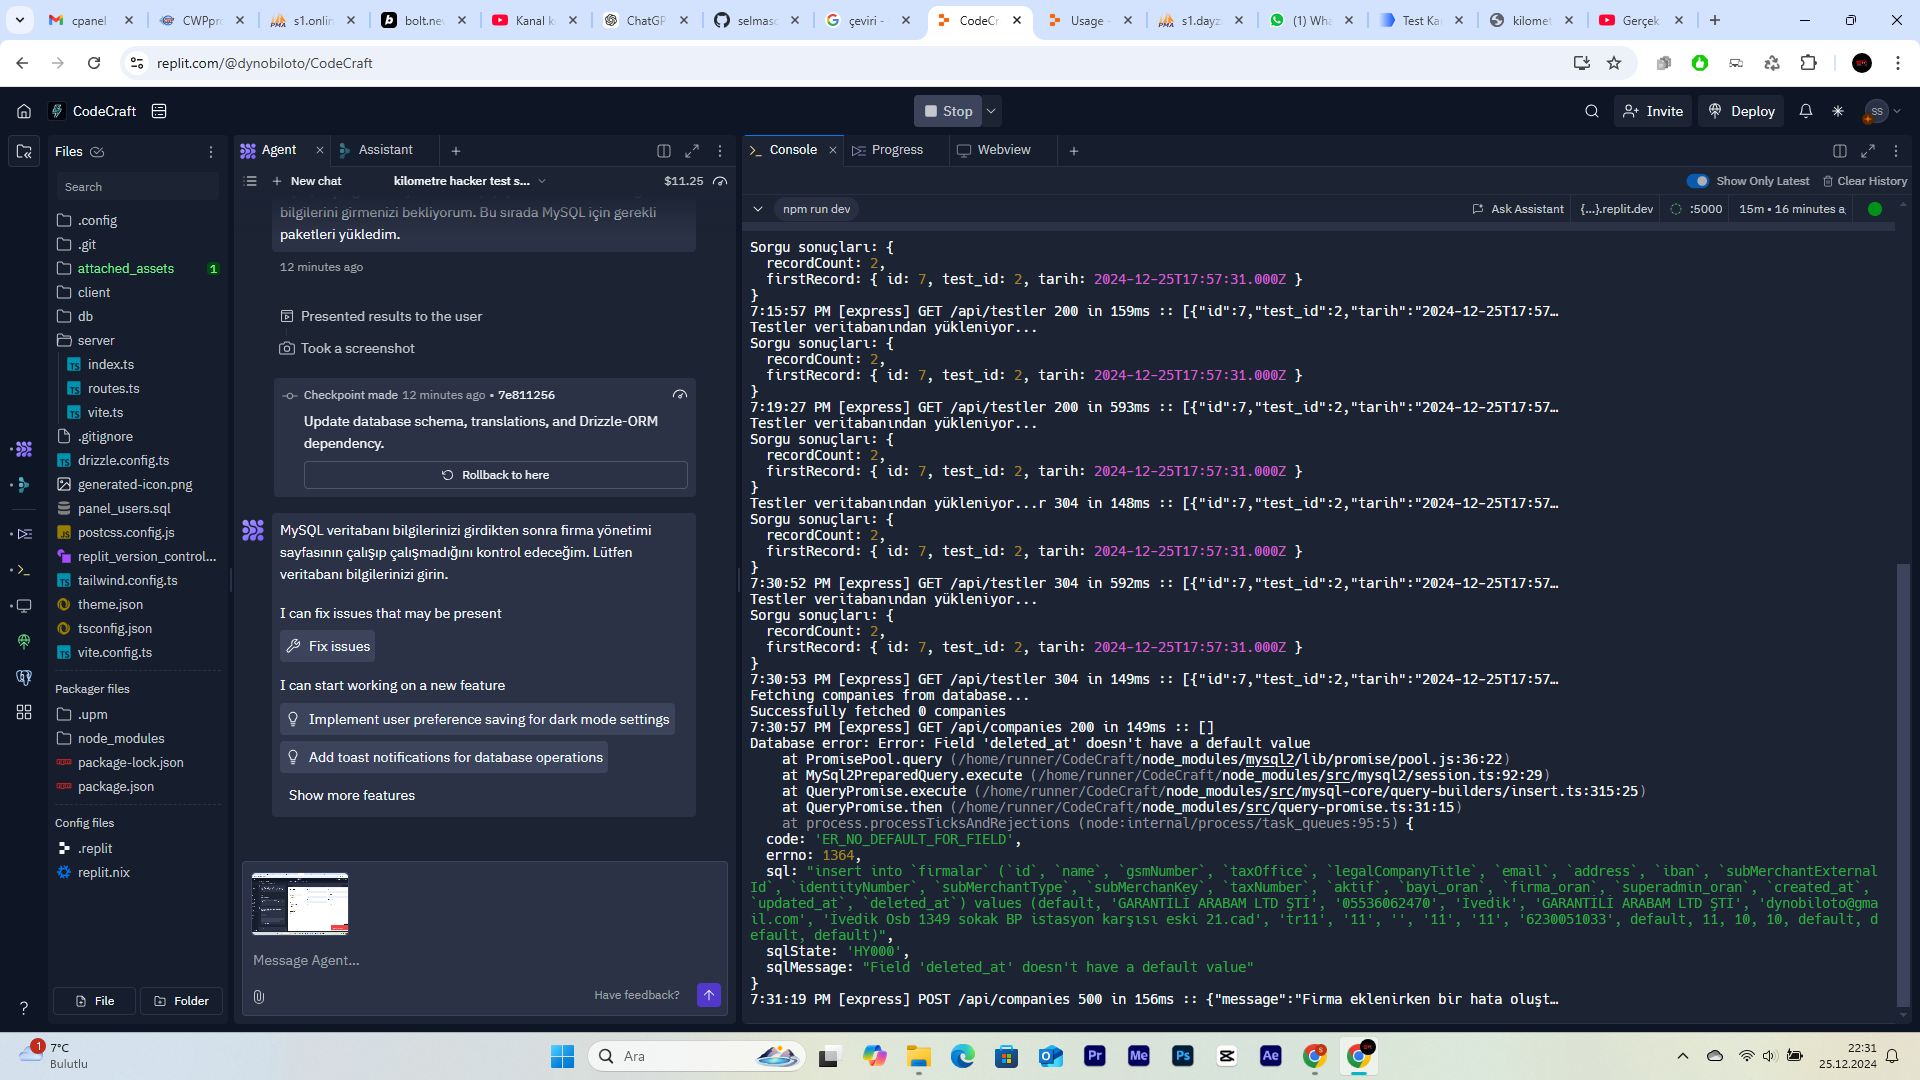 cpanel
CWPpro
s1.onlin
bolt.new
Kanal k
ChatGP
selmasc
çeviri -
CodeCr
Usage -
s1.dayz
(1) Wha
Test Ka
kilomet
Gerçek
replit.com/@dynobiloto/CodeCraft
CodeCraft
Stop
Invite
Deploy
SS
Files
Search
.config
.git
attached_assets
1
client
db
server
index.ts
routes.ts
vite.ts
.gitignore
drizzle.config.ts
generated-icon.png
panel_users.sql
postcss.config.js
replit_version_control...
tailwind.config.ts
theme.json
tsconfig.json
vite.config.ts
Packager files
.upm
node_modules
package-lock.json
package.json
Config files
.replit
replit.nix
File
Folder
Agent
Assistant
New chat
kilometre hacker test s...
$11.25
bilgilerini girmenizi bekliyorum. Bu sırada MySQL için gerekli
paketleri yükledim.
12 minutes ago
Presented results to the user
Took a screenshot
Checkpoint made 12 minutes ago • 7e811256
Update database schema, translations, and Drizzle-ORM
dependency.
Rollback to here
MySQL veritabanı bilgilerinizi girdikten sonra firma yönetimi
sayfasının çalışıp çalışmadığını kontrol edeceğim. Lütfen
veritabanı bilgilerinizi girin.
I can fix issues that may be present
Fix issues
I can start working on a new feature
Implement user preference saving for dark mode settings
Add toast notifications for database operations
Show more features
Message Agent...
Have feedback?
Console
Progress
Webview
Show Only Latest
Clear History
npm run dev
Ask Assistant
{...}.replit.dev
:5000
15m • 16 minutes a
Sorgu sonuçları: {
recordCount: 2,
firstRecord: { id: 7, test_id: 2, tarih: 2024-12-25T17:57:31.000Z }
}
7:15:57 PM [express] GET /api/testler 200 in 159ms :: [{"id":7,"test_id":2,"tarih":"2024-12-25T17:57…
Testler veritabanından yükleniyor...
Sorgu sonuçları: {
recordCount: 2,
firstRecord: { id: 7, test_id: 2, tarih: 2024-12-25T17:57:31.000Z }
}
7:19:27 PM [express] GET /api/testler 200 in 593ms :: [{"id":7,"test_id":2,"tarih":"2024-12-25T17:57…
Testler veritabanından yükleniyor...
Sorgu sonuçları: {
recordCount: 2,
firstRecord: { id: 7, test_id: 2, tarih: 2024-12-25T17:57:31.000Z }
}
Testler veritabanından yükleniyor...r 304 in 148ms :: [{"id":7,"test_id":2,"tarih":"2024-12-25T17:57…
Sorgu sonuçları: {
recordCount: 2,
firstRecord: { id: 7, test_id: 2, tarih: 2024-12-25T17:57:31.000Z }
}
7:30:52 PM [express] GET /api/testler 304 in 592ms :: [{"id":7,"test_id":2,"tarih":"2024-12-25T17:57…
Testler veritabanından yükleniyor...
Sorgu sonuçları: {
recordCount: 2,
firstRecord: { id: 7, test_id: 2, tarih: 2024-12-25T17:57:31.000Z }
}
7:30:53 PM [express] GET /api/testler 304 in 149ms :: [{"id":7,"test_id":2,"tarih":"2024-12-25T17:57…
Fetching companies from database...
Successfully fetched 0 companies
7:30:57 PM [express] GET /api/companies 200 in 149ms :: []
Database error: Error: Field 'deleted_at' doesn't have a default value
at PromisePool.query (/home/runner/CodeCraft/node_modules/mysql2/lib/promise/pool.js:36:22)
at MySql2PreparedQuery.execute (/home/runner/CodeCraft/node_modules/src/mysql2/session.ts:92:29)
at QueryPromise.execute (/home/runner/CodeCraft/node_modules/src/mysql-core/query-builders/insert.ts:315:25)
at QueryPromise.then (/home/runner/CodeCraft/node_modules/src/query-promise.ts:31:15)
at process.processTicksAndRejections (node:internal/process/task_queues:95:5) {
code: 'ER_NO_DEFAULT_FOR_FIELD',
errno: 1364,
sql: "insert into `firmalar` (`id`, `name`, `gsmNumber`, `taxOffice`, `legalCompanyTitle`, `email`, `address`, `iban`, `subMerchantExternal
Id`, `identityNumber`, `subMerchantType`, `subMerchanKey`, `taxNumber`, `aktif`, `bayi_oran`, `firma_oran`, `superadmin_oran`, `created_at`,
`updated_at`, `deleted_at`) values (default, 'GARANTİLİ ARABAM LTD ŞTİ', '05536062470', 'İvedik', 'GARANTİLİ ARABAM LTD ŞTİ', 'dynobiloto@gma
il.com', 'İvedik Osb 1349 sokak BP istasyon karşısı eski 21.cad', 'tr11', '11', '', '11', '11', '6230051033', default, 11, 10, 10, default, d
efault, default)",
sqlState: 'HY000',
sqlMessage: "Field 'deleted_at' doesn't have a default value"
}
7:31:19 PM [express] POST /api/companies 500 in 156ms :: {"message":"Firma eklenirken bir hata oluşt…
1
7°C
Bulutlu
Ara
Pr
Me
Ps
Ae
22:31
25.12.2024